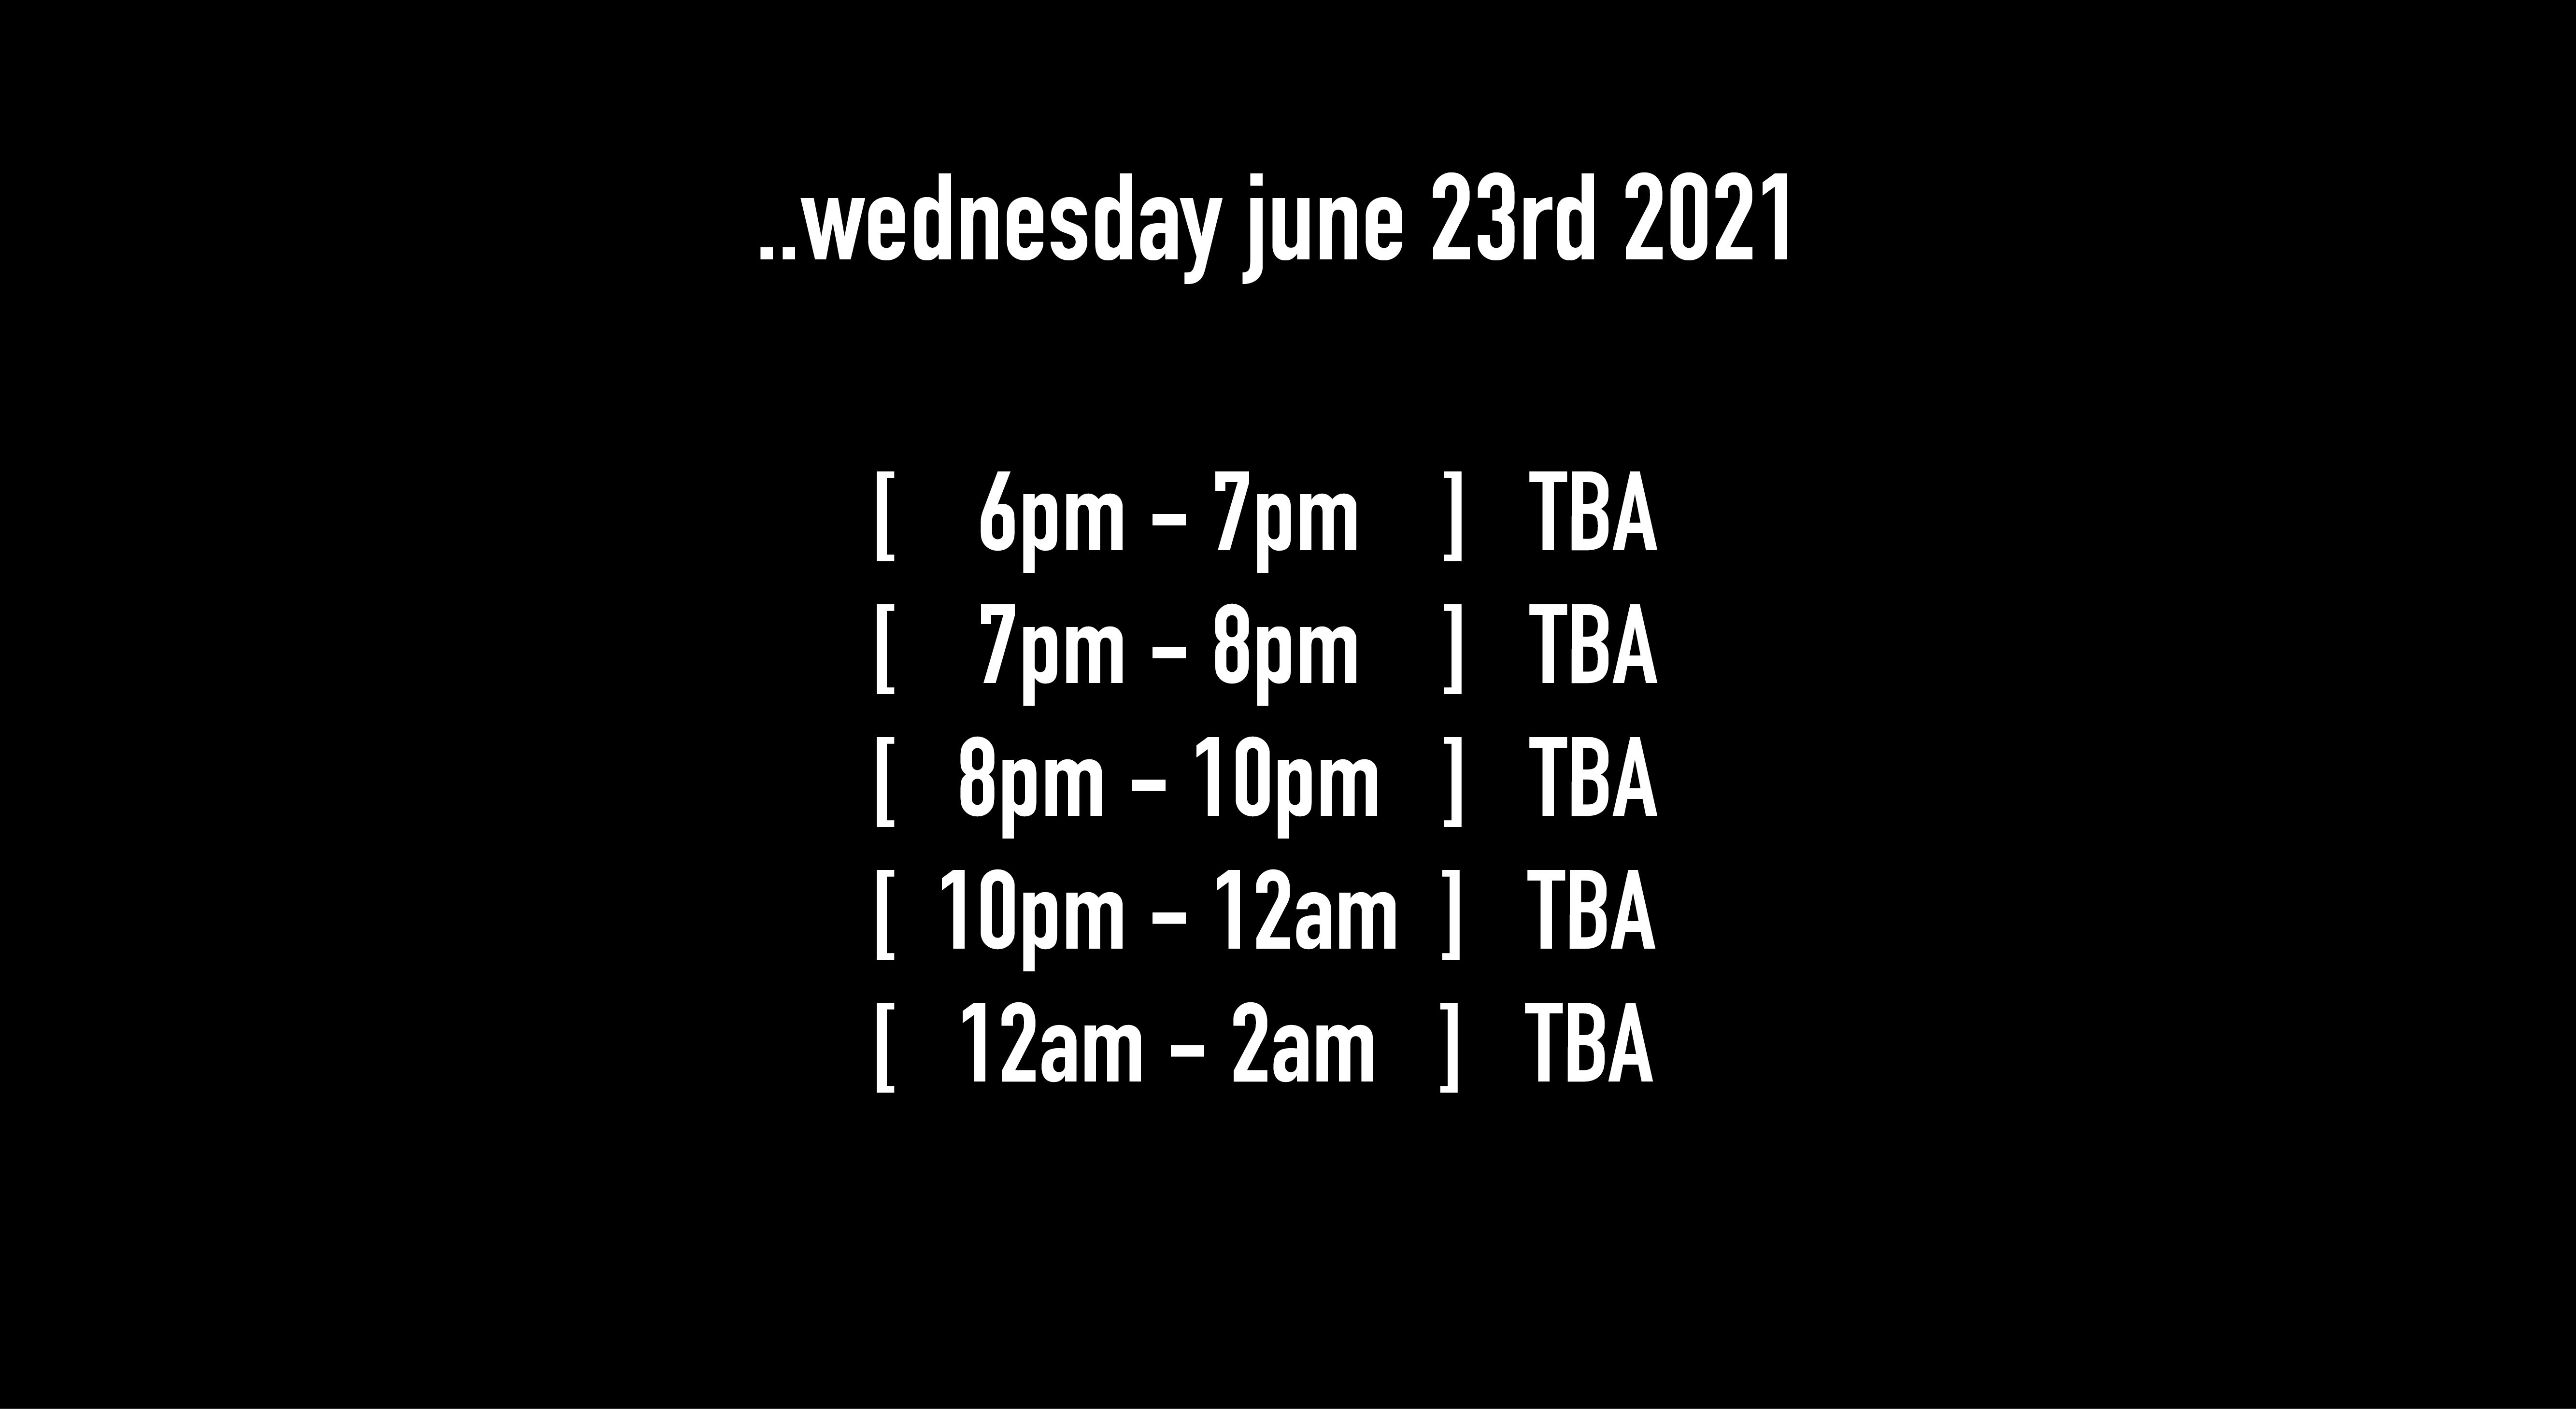 ..wednesday june 23rd 2021
[ 6pm – 7pm ] TBA
[ 7pm – 8pm ] TBA
[ 8pm – 10pm ] TBA
[ 10pm – 12am ] TBA
[ 12am – 2am ] TBA